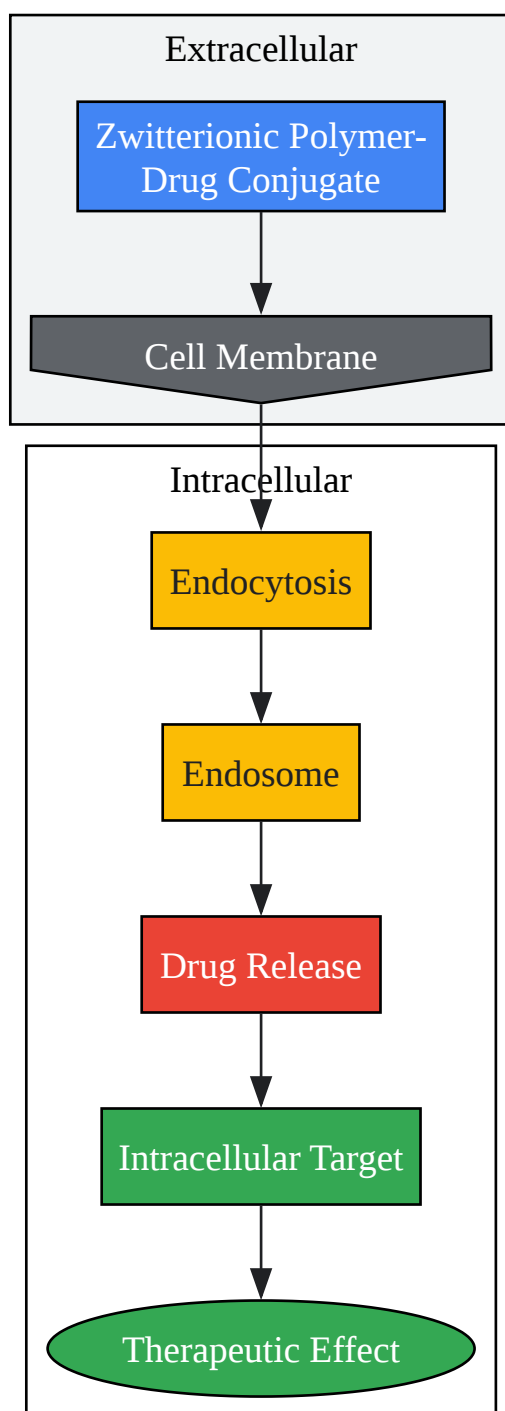 Extracellular
Zwitterionic Polymer-
Drug Conjugate
Cell Membrane
Intracellular
Endocytosis
Endosome
Drug Release
Intracellular Target
Therapeutic Effect